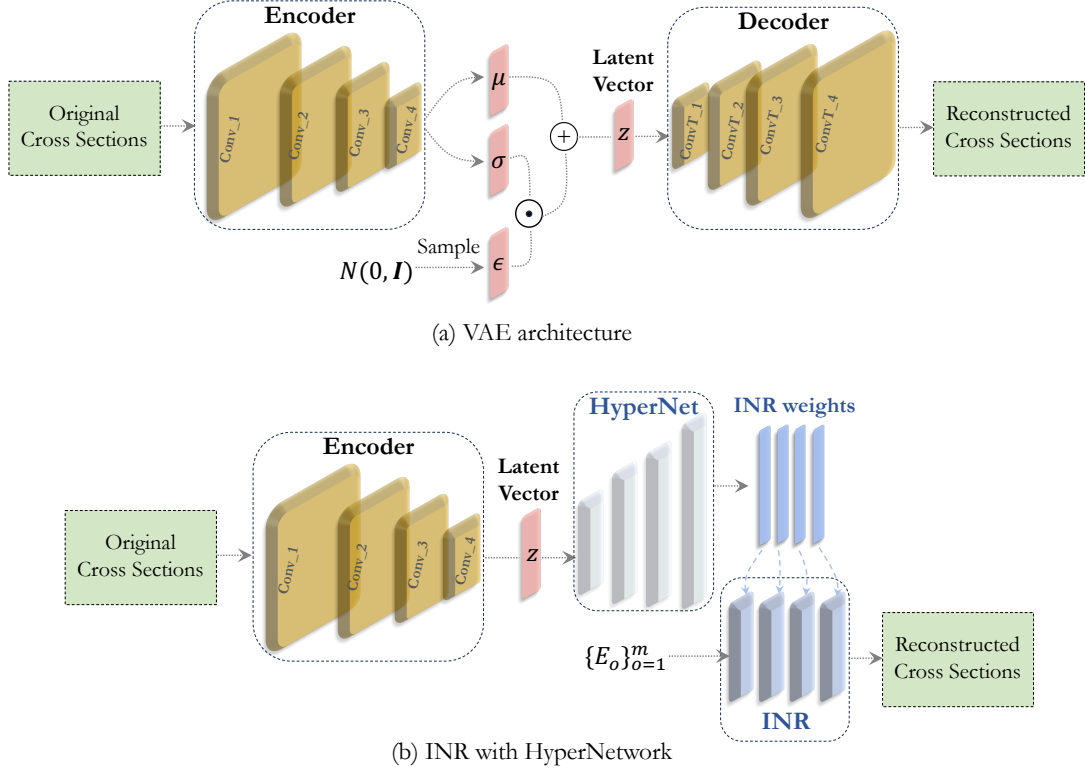 Encoder
Decoder
Original
Cross Sections
Conv_1
Conv_2
Conv_3
Conv_4
μ
σ
Sample
N(0, I)
ϵ
+
Latent
Vector
z
ConvT_1
ConvT_2
ConvT_3
ConvT_4
Reconstructed
Cross Sections
(a) VAE architecture
HyperNet
INR weights
Encoder
Original
Cross Sections
Conv_1
Conv_2
Conv_3
Conv_4
Latent
Vector
z
{E_o}_{o=1}^m
INR
Reconstructed
Cross Sections
(b) INR with HyperNetwork